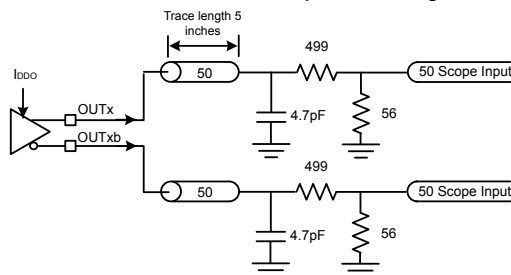 Trace length 5
inches
IDDO
OUTx
OUTxb
50
499
4.7pF
56
50 Scope Input
50
499
4.7pF
56
50 Scope Input